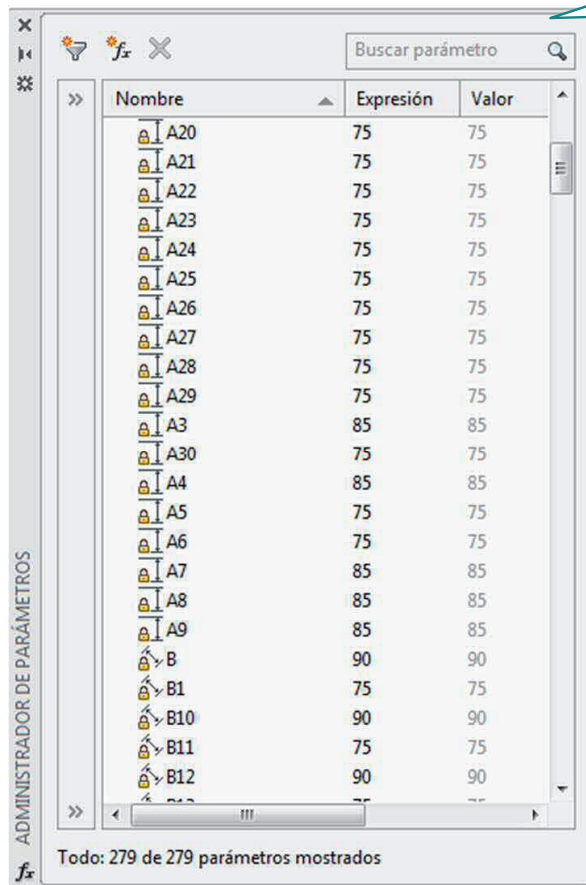 fx
Buscar parámetro
Nombre Expresión Valor
A20 75 75
A21 75 75
A22 75 75
A23 75 75
A24 75 75
A25 75 75
A26 75 75
A27 75 75
A28 75 75
A29 75 75
A3 85 85
A30 75 75
A4 85 85
A5 75 75
A6 75 75
A7 85 85
A8 85 85
A9 85 85
B 90 90
B1 75 75
B10 90 90
B11 75 75
B12 90 90
Todo: 279 de 279 parámetros mostrados
ADMINISTRADOR DE PARÁMETROS
fx